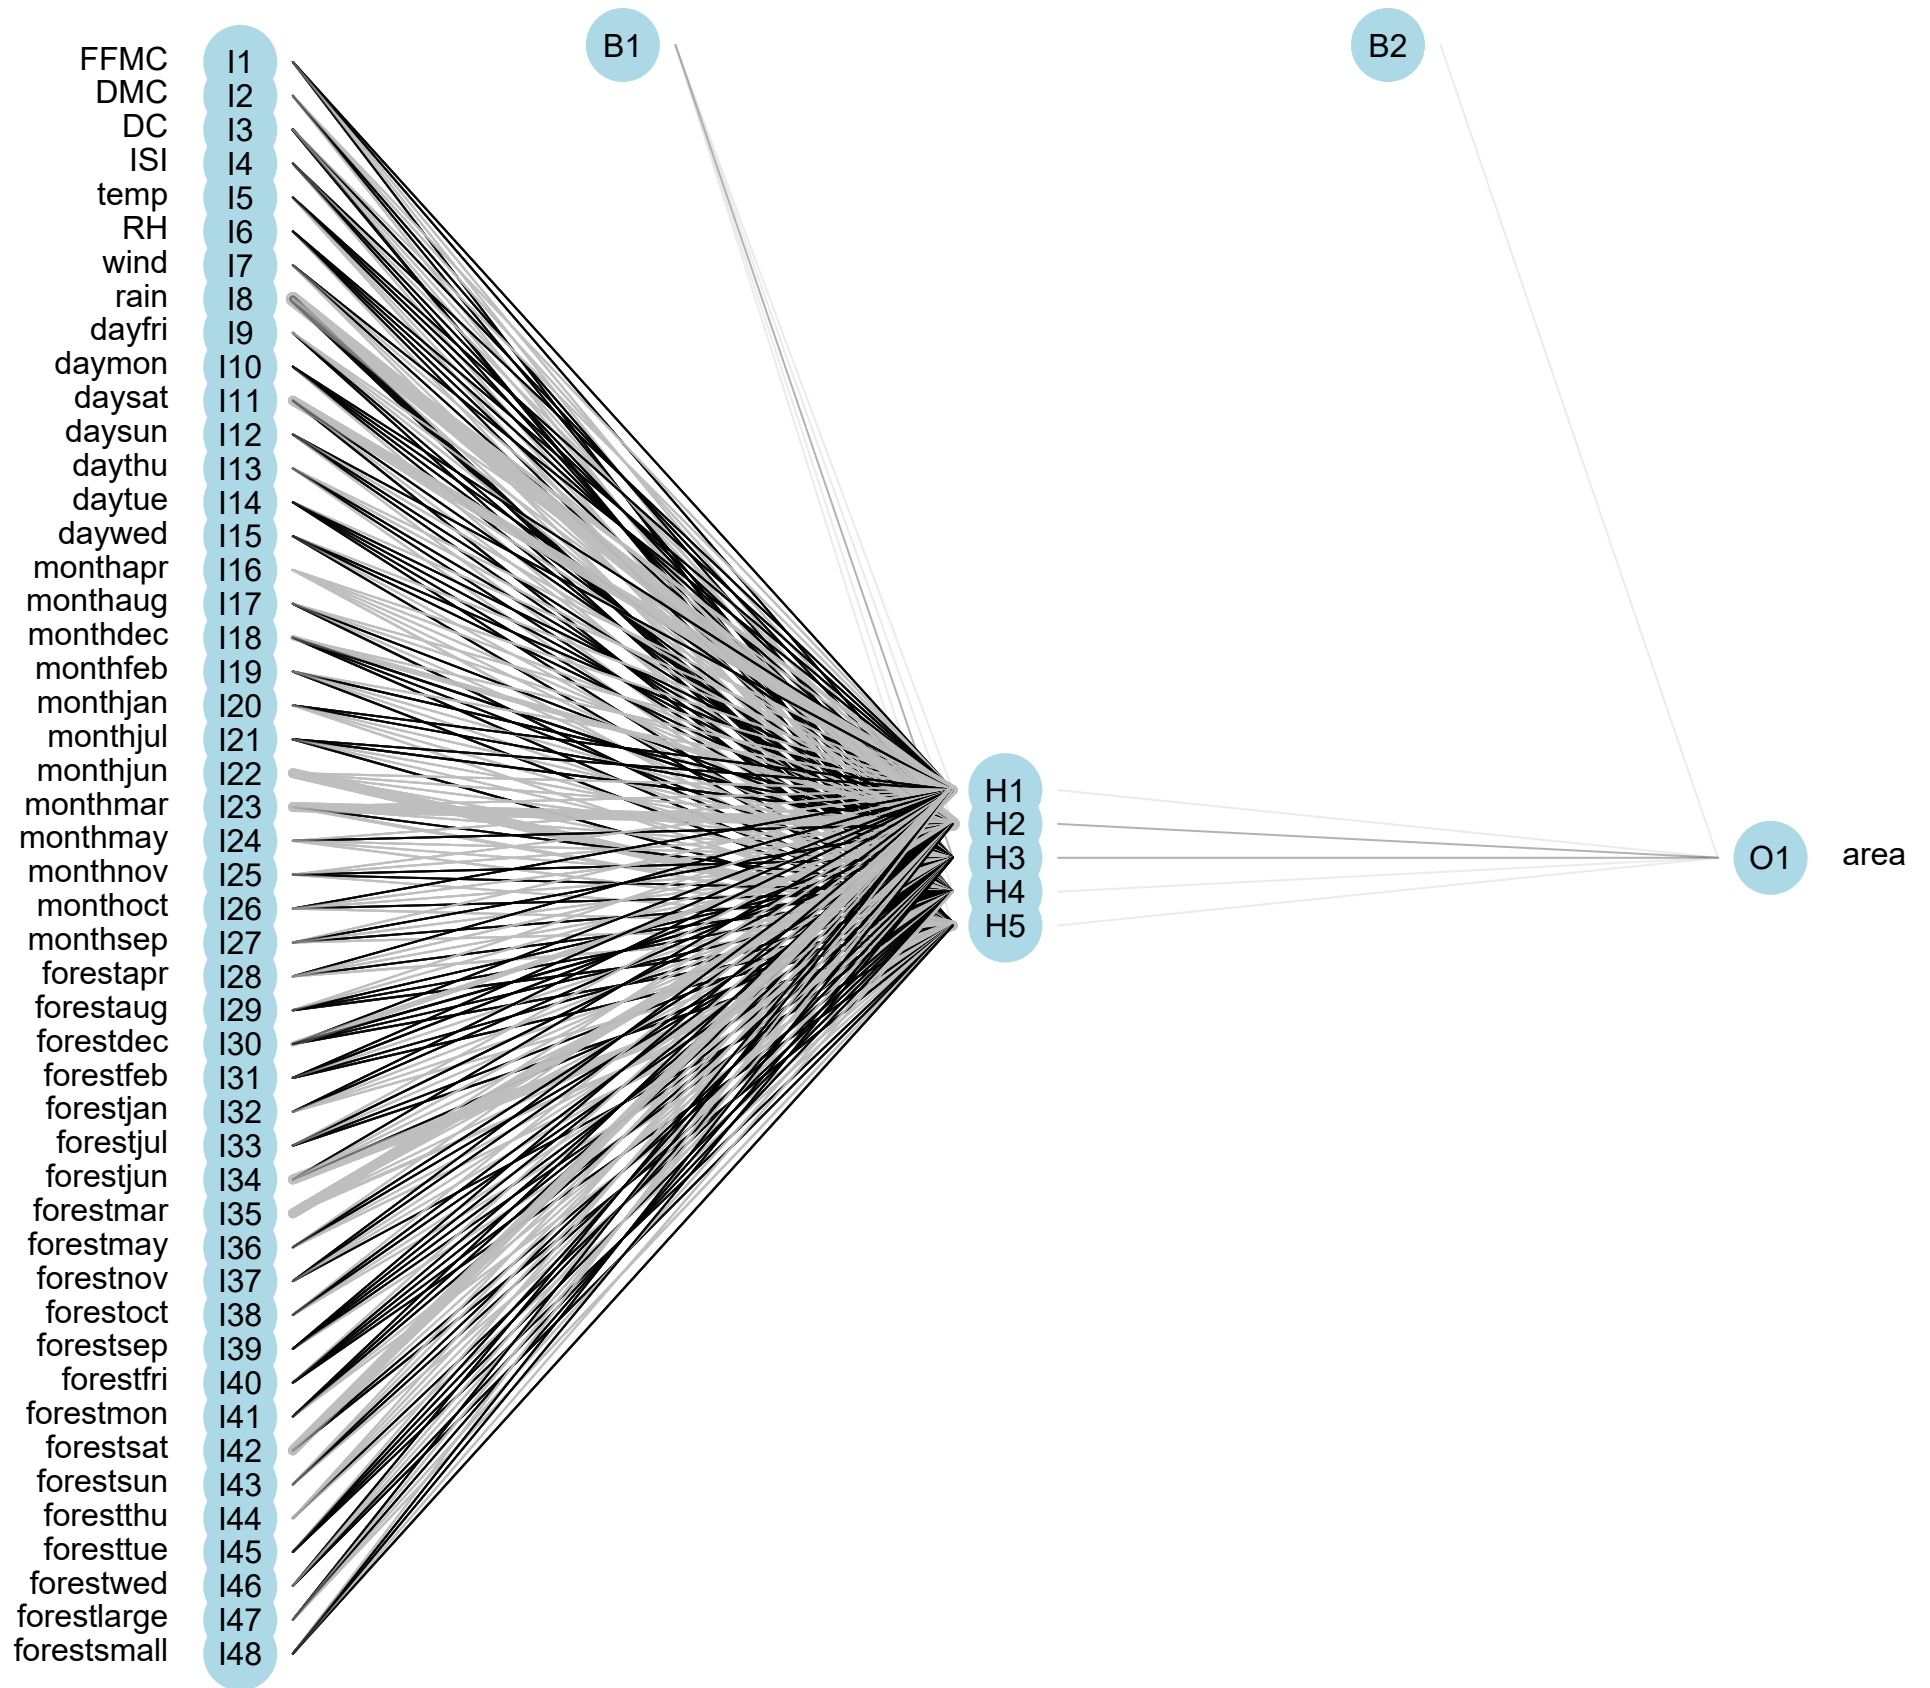 B1 B2
FFMC I1
DMC I2
DC I3
ISI I4
temp I5
RH I6
wind I7
rain I8
dayfri I9
daymon I10
daysat I11
daysun I12
daythu I13
daytue I14
daywed I15
monthapr I16
monthaug I17
monthdec I18
monthfeb I19
monthjan I20
monthjul I21
monthjun I22
monthmar I23
monthmay I24
monthnov I25
monthoct I26
monthsep I27
forestapr I28
forestaug I29
forestdec I30
forestfeb I31
forestjan I32
forestjul I33
forestjun I34
forestmar I35
forestmay I36
forestnov I37
forestoct I38
forestsep I39
forestfri I40
forestmon I41
forestsat I42
forestsun I43
forestthu I44
foresttue I45
forestwed I46
forestlarge I47
forestsmall I48
H1
H2
H3
H4
H5
O1 area